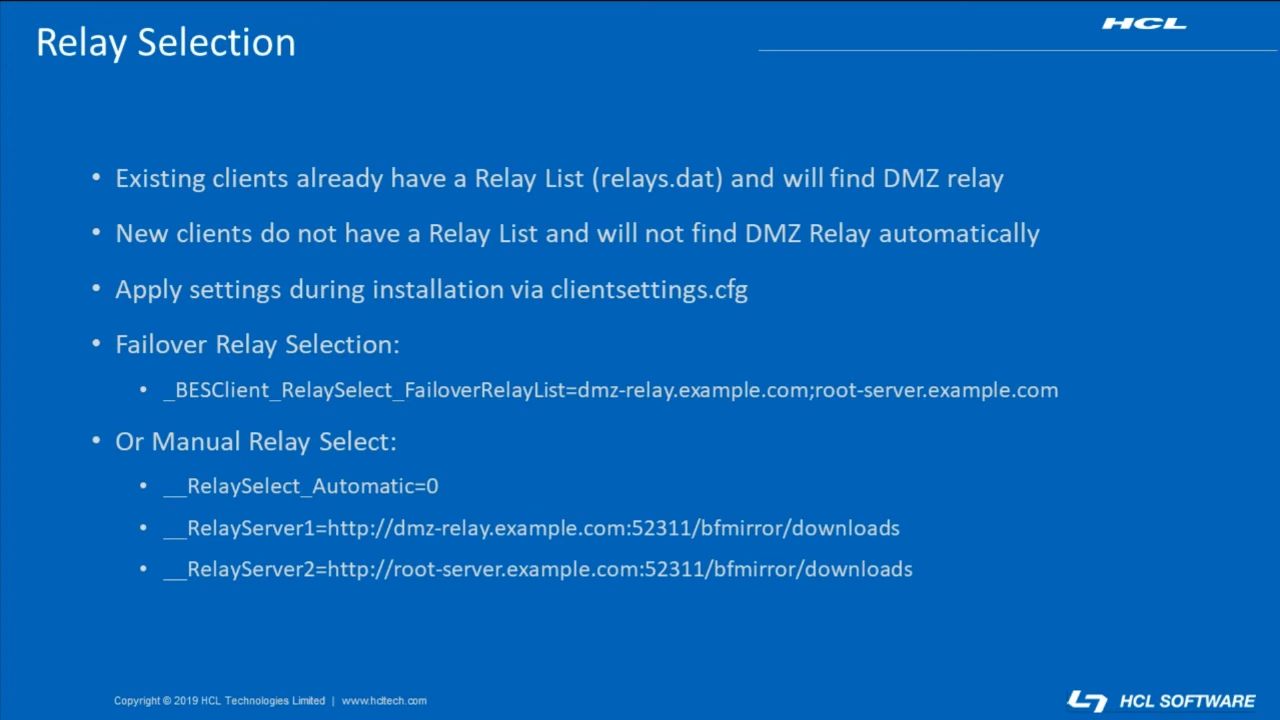 Relay Selection
HCL
• Existing clients already have a Relay List (relays.dat) and will find DMZ relay
• New clients do not have a Relay List and will not find DMZ Relay automatically
• Apply settings during installation via clientsettings.cfg
• Failover Relay Selection:
• _BESClient_RelaySelect_FailoverRelayList=dmz-relay.example.com;root-server.example.com
• Or Manual Relay Select:
• __RelaySelect_Automatic=0
• __RelayServer1=http://dmz-relay.example.com:52311/bfmirror/downloads
• __RelayServer2=http://root-server.example.com:52311/bfmirror/downloads
Copyright © 2019 HCL Technologies Limited | www.hcltech.com
HCL SOFTWARE